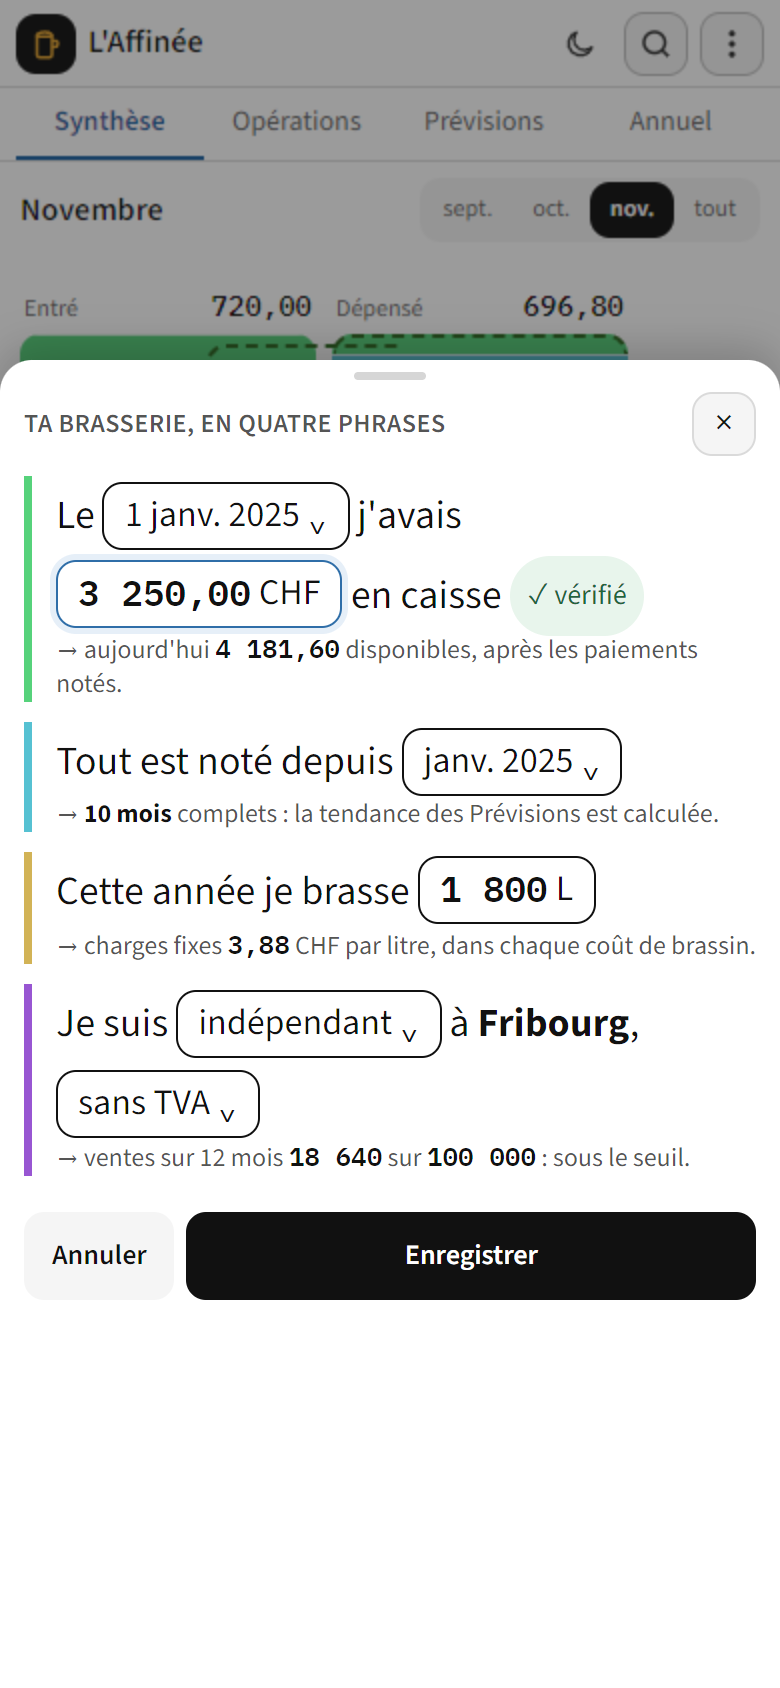 L'Affinée
Synthèse Opérations Prévisions Annuel
Novembre sept. oct. nov. tout
Entré 720,00 Dépensé 696,80
TA BRASSERIE, EN QUATRE PHRASES ×
Le 1 janv. 2025 j'avais
3 250,00 CHF en caisse ✓ vérifié
→ aujourd'hui 4 181,60 disponibles, après les paiements
notés.
Tout est noté depuis janv. 2025
→ 10 mois complets : la tendance des Prévisions est calculée.
Cette année je brasse 1 800 L
→ charges fixes 3,88 CHF par litre, dans chaque coût de brassin.
Je suis indépendant à Fribourg,
sans TVA
→ ventes sur 12 mois 18 640 sur 100 000 : sous le seuil.
Annuler Enregistrer